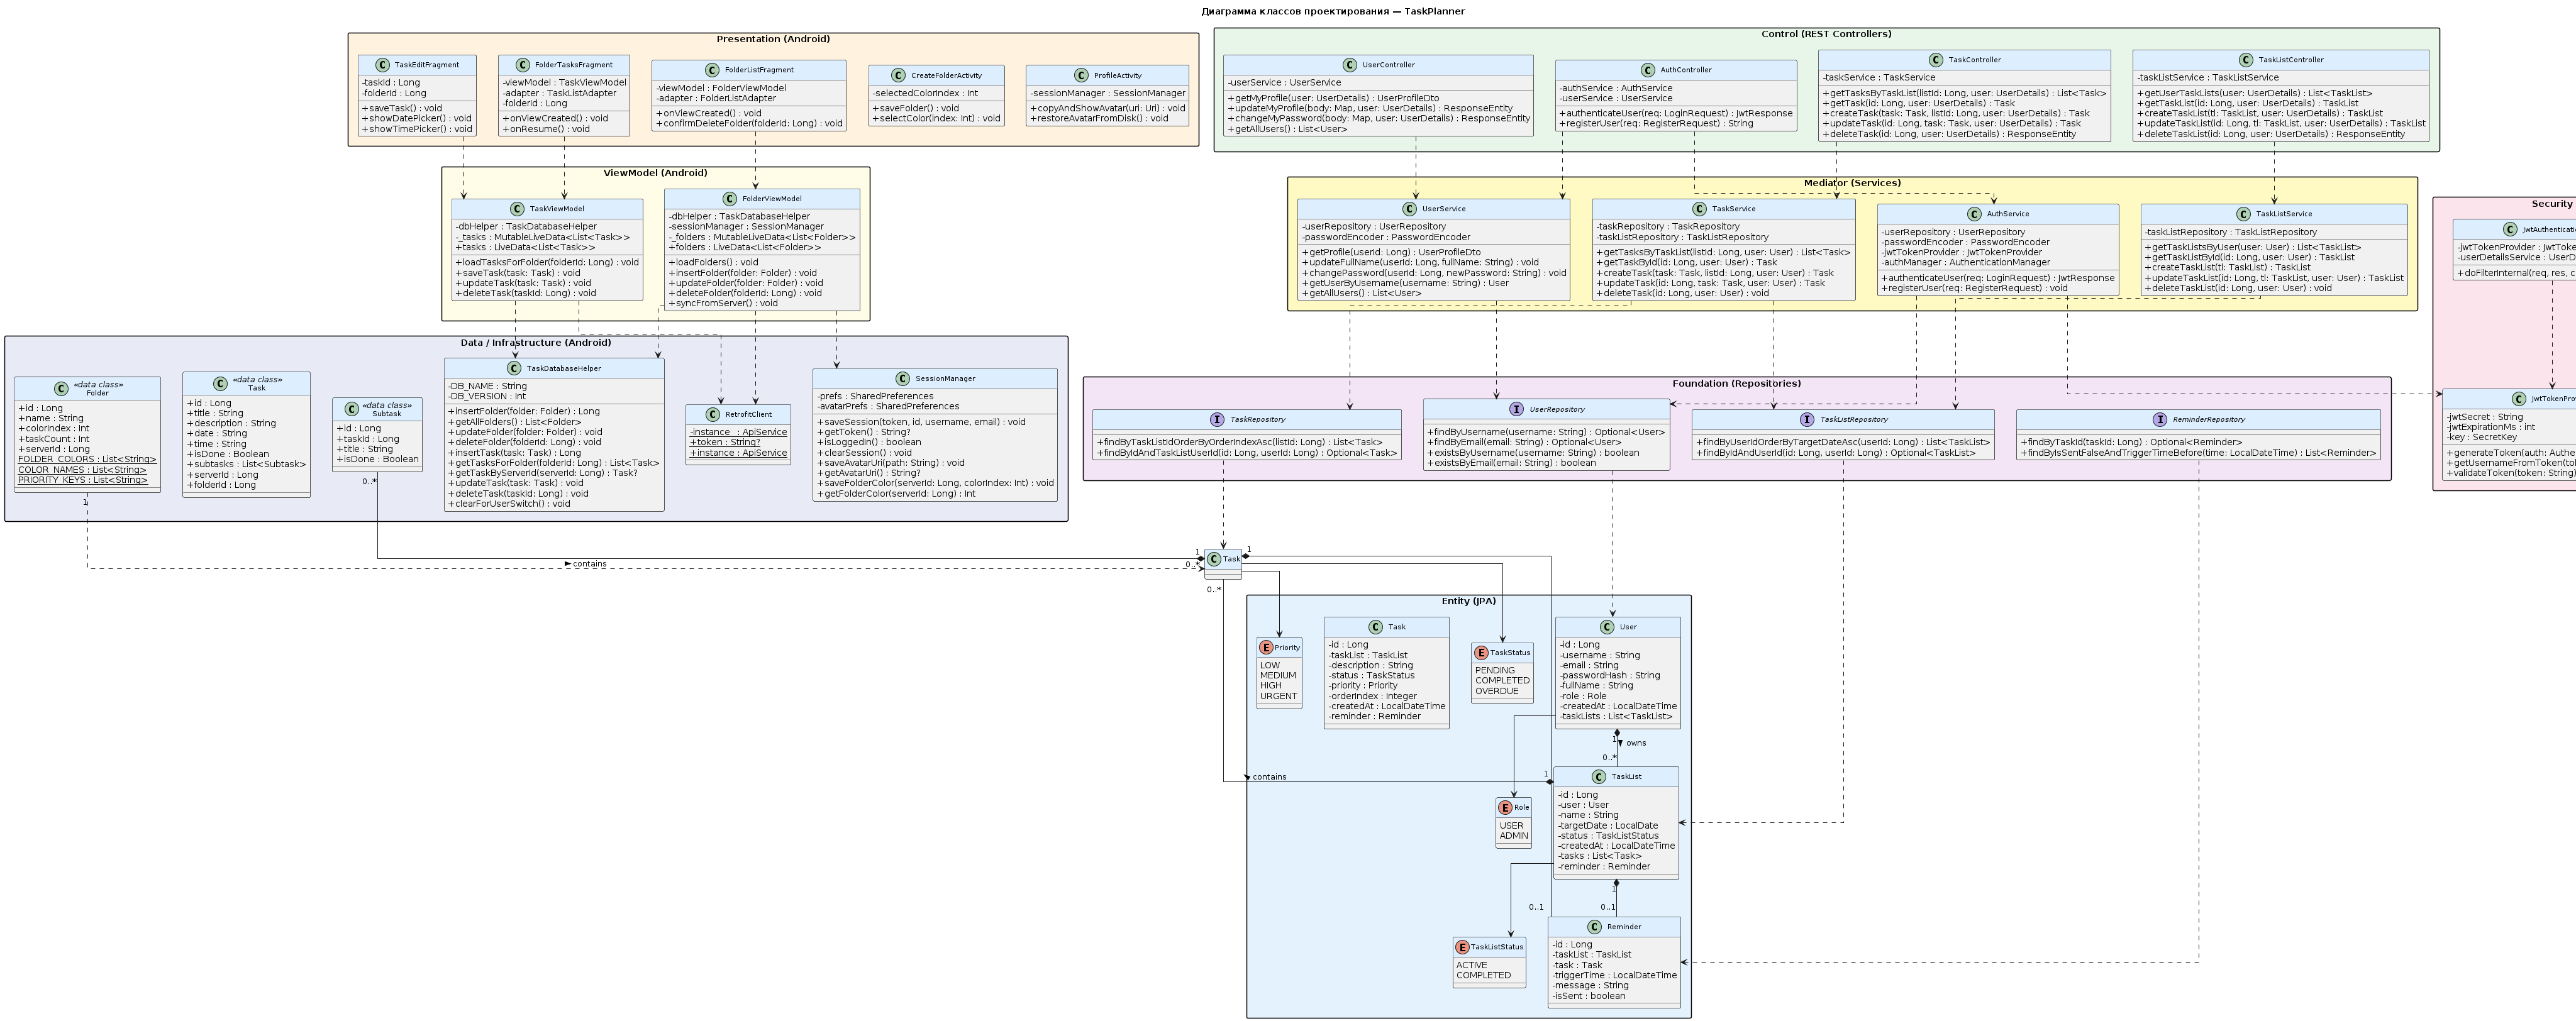 Диаграмма классов проектирования — TaskPlanner
Presentation (Android)
TaskEditFragment
-taskId : Long
-folderId : Long
+saveTask() : void
+showDatePicker() : void
+showTimePicker() : void
FolderTasksFragment
-viewModel : TaskViewModel
-adapter : TaskListAdapter
-folderId : Long
+onViewCreated() : void
+onResume() : void
FolderListFragment
-viewModel : FolderViewModel
-adapter : FolderListAdapter
+onViewCreated() : void
+confirmDeleteFolder(folderId: Long) : void
CreateFolderActivity
-selectedColorIndex : Int
+saveFolder() : void
+selectColor(index: Int) : void
ProfileActivity
-sessionManager : SessionManager
+copyAndShowAvatar(uri: Uri) : void
+restoreAvatarFromDisk() : void
Control (REST Controllers)
UserController
-userService : UserService
+getMyProfile(user: UserDetails) : UserProfileDto
+updateMyProfile(body: Map, user: UserDetails) : ResponseEntity
+changeMyPassword(body: Map, user: UserDetails) : ResponseEntity
+getAllUsers() : List<User>
AuthController
-authService : AuthService
-userService : UserService
+authenticateUser(req: LoginRequest) : JwtResponse
+registerUser(req: RegisterRequest) : String
TaskController
-taskService : TaskService
+getTasksByTaskList(listId: Long, user: UserDetails) : List<Task>
+getTask(id: Long, user: UserDetails) : Task
+createTask(task: Task, listId: Long, user: UserDetails) : Task
+updateTask(id: Long, task: Task, user: UserDetails) : Task
+deleteTask(id: Long, user: UserDetails) : ResponseEntity
TaskListController
-taskListService : TaskListService
+getUserTaskLists(user: UserDetails) : List<TaskList>
+getTaskList(id: Long, user: UserDetails) : TaskList
+createTaskList(tl: TaskList, user: UserDetails) : TaskList
+updateTaskList(id: Long, tl: TaskList, user: UserDetails) : TaskList
+deleteTaskList(id: Long, user: UserDetails) : ResponseEntity
ViewModel (Android)
TaskViewModel
-dbHelper : TaskDatabaseHelper
-_tasks : MutableLiveData<List<Task>>
+tasks : LiveData<List<Task>>
+loadTasksForFolder(folderId: Long) : void
+saveTask(task: Task) : void
+updateTask(task: Task) : void
+deleteTask(taskId: Long) : void
FolderViewModel
-dbHelper : TaskDatabaseHelper
-sessionManager : SessionManager
-_folders : MutableLiveData<List<Folder>>
+folders : LiveData<List<Folder>>
+loadFolders() : void
+insertFolder(folder: Folder) : void
+updateFolder(folder: Folder) : void
+deleteFolder(folderId: Long) : void
+syncFromServer() : void
Mediator (Services)
UserService
-userRepository : UserRepository
-passwordEncoder : PasswordEncoder
+getProfile(userId: Long) : UserProfileDto
+updateFullName(userId: Long, fullName: String) : void
+changePassword(userId: Long, newPassword: String) : void
+getUserByUsername(username: String) : User
+getAllUsers() : List<User>
TaskService
-taskRepository : TaskRepository
-taskListRepository : TaskListRepository
+getTasksByTaskList(listId: Long, user: User) : List<Task>
+getTaskById(id: Long, user: User) : Task
+createTask(task: Task, listId: Long, user: User) : Task
+updateTask(id: Long, task: Task, user: User) : Task
+deleteTask(id: Long, user: User) : void
AuthService
-userRepository : UserRepository
-passwordEncoder : PasswordEncoder
-jwtTokenProvider : JwtTokenProvider
-authManager : AuthenticationManager
+authenticateUser(req: LoginRequest) : JwtResponse
+registerUser(req: RegisterRequest) : void
TaskListService
-taskListRepository : TaskListRepository
+getTaskListsByUser(user: User) : List<TaskList>
+getTaskListById(id: Long, user: User) : TaskList
+createTaskList(tl: TaskList) : TaskList
+updateTaskList(id: Long, tl: TaskList, user: User) : TaskList
+deleteTaskList(id: Long, user: User) : void
Security
JwtAuthenticati
-jwtTokenProvider : JwtToke
-userDetailsService : UserD
+doFilterInternal(req, res, c
JwtTokenProv
-jwtSecret : String
-jwtExpirationMs : int
-key : SecretKey
+generateToken(auth: Authe
+getUsernameFromToken(to
+validateToken(token: String)
Data / Infrastructure (Android)
«data class»
Folder
+id : Long
+name : String
+colorIndex : Int
+taskCount : Int
+serverId : Long
FOLDER_COLORS : List<String>
COLOR_NAMES : List<String>
PRIORITY_KEYS : List<String>
«data class»
Task
+id : Long
+title : String
+description : String
+date : String
+time : String
+isDone : Boolean
+subtasks : List<Subtask>
+serverId : Long
+folderId : Long
«data class»
Subtask
+id : Long
+taskId : Long
+title : String
+isDone : Boolean
TaskDatabaseHelper
-DB_NAME : String
-DB_VERSION : Int
+insertFolder(folder: Folder) : Long
+getAllFolders() : List<Folder>
+updateFolder(folder: Folder) : void
+deleteFolder(folderId: Long) : void
+insertTask(task: Task) : Long
+getTasksForFolder(folderId: Long) : List<Task>
+getTaskByServerId(serverId: Long) : Task?
+updateTask(task: Task) : void
+deleteTask(taskId: Long) : void
+clearForUserSwitch() : void
RetrofitClient
-instance_ : ApiService
+token : String?
+instance : ApiService
SessionManager
-prefs : SharedPreferences
-avatarPrefs : SharedPreferences
+saveSession(token, id, username, email) : void
+getToken() : String?
+isLoggedIn() : boolean
+clearSession() : void
+saveAvatarUri(path: String) : void
+getAvatarUri() : String?
+saveFolderColor(serverId: Long, colorIndex: Int) : void
+getFolderColor(serverId: Long) : Int
Foundation (Repositories)
TaskRepository
+findByTaskListIdOrderByOrderIndexAsc(listId: Long) : List<Task>
+findByIdAndTaskListUserId(id: Long, userId: Long) : Optional<Task>
UserRepository
+findByUsername(username: String) : Optional<User>
+findByEmail(email: String) : Optional<User>
+existsByUsername(username: String) : boolean
+existsByEmail(email: String) : boolean
TaskListRepository
+findByUserIdOrderByTargetDateAsc(userId: Long) : List<TaskList>
+findByIdAndUserId(id: Long, userId: Long) : Optional<TaskList>
ReminderRepository
+findByTaskId(taskId: Long) : Optional<Reminder>
+findByIsSentFalseAndTriggerTimeBefore(time: LocalDateTime) : List<Reminder>
1
0..*
contains
1
0..*
Task
1
0..*
Entity (JPA)
Priority
LOW
MEDIUM
HIGH
URGENT
Task
-id : Long
-taskList : TaskList
-description : String
-status : TaskStatus
-priority : Priority
-orderIndex : Integer
-createdAt : LocalDateTime
-reminder : Reminder
TaskStatus
PENDING
COMPLETED
OVERDUE
User
-id : Long
-username : String
-email : String
-passwordHash : String
-fullName : String
-role : Role
-createdAt : LocalDateTime
-taskLists : List<TaskList>
1
owns
0..*
contains
1
TaskList
-id : Long
-user : User
-name : String
-targetDate : LocalDate
-status : TaskListStatus
-createdAt : LocalDateTime
-tasks : List<Task>
-reminder : Reminder
Role
USER
ADMIN
1
0..1
0..1
TaskListStatus
ACTIVE
COMPLETED
Reminder
-id : Long
-taskList : TaskList
-task : Task
-triggerTime : LocalDateTime
-message : String
-isSent : boolean